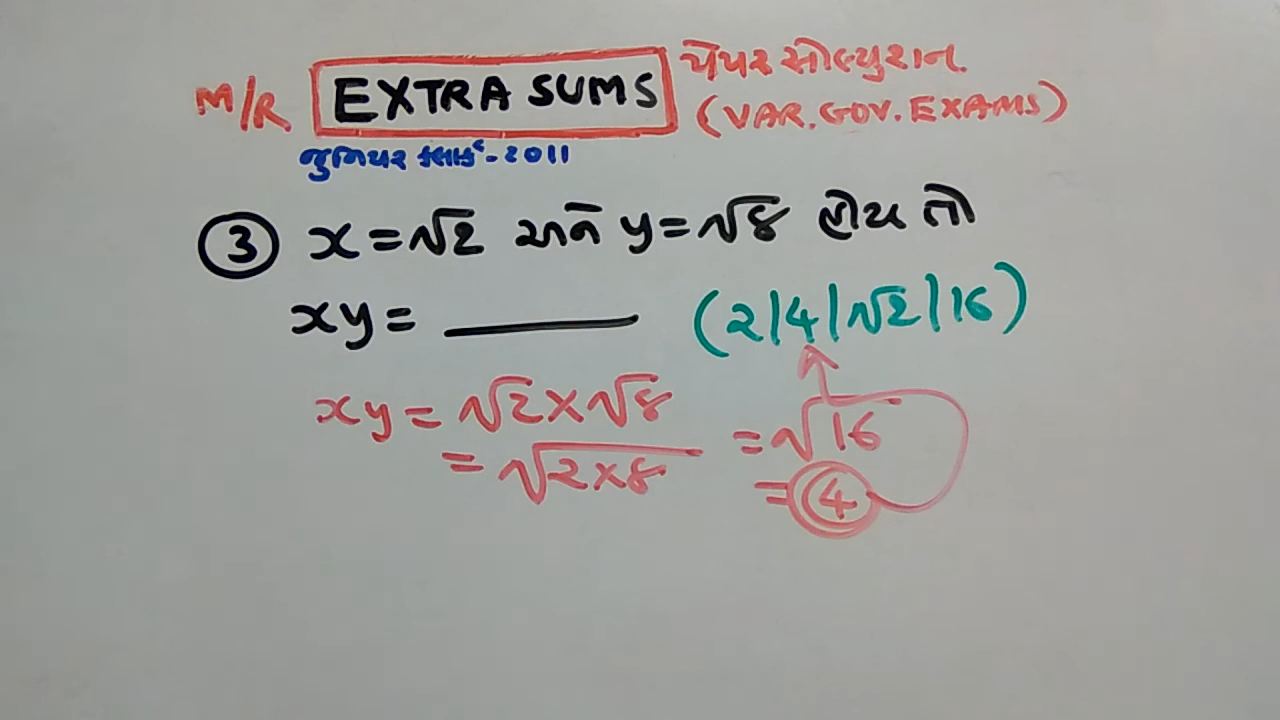 M/R EXTRA SUMS પેપર સોલ્યુશન
(VAR. GOV. EXAMS)
જુનિયર ક્લાર્ક - 2011
③ x = √2 અને y = √8 હોય તો
xy = ______ (2/4/√2/16)
xy = √2 × √8
= √2×8
= √16
= 4